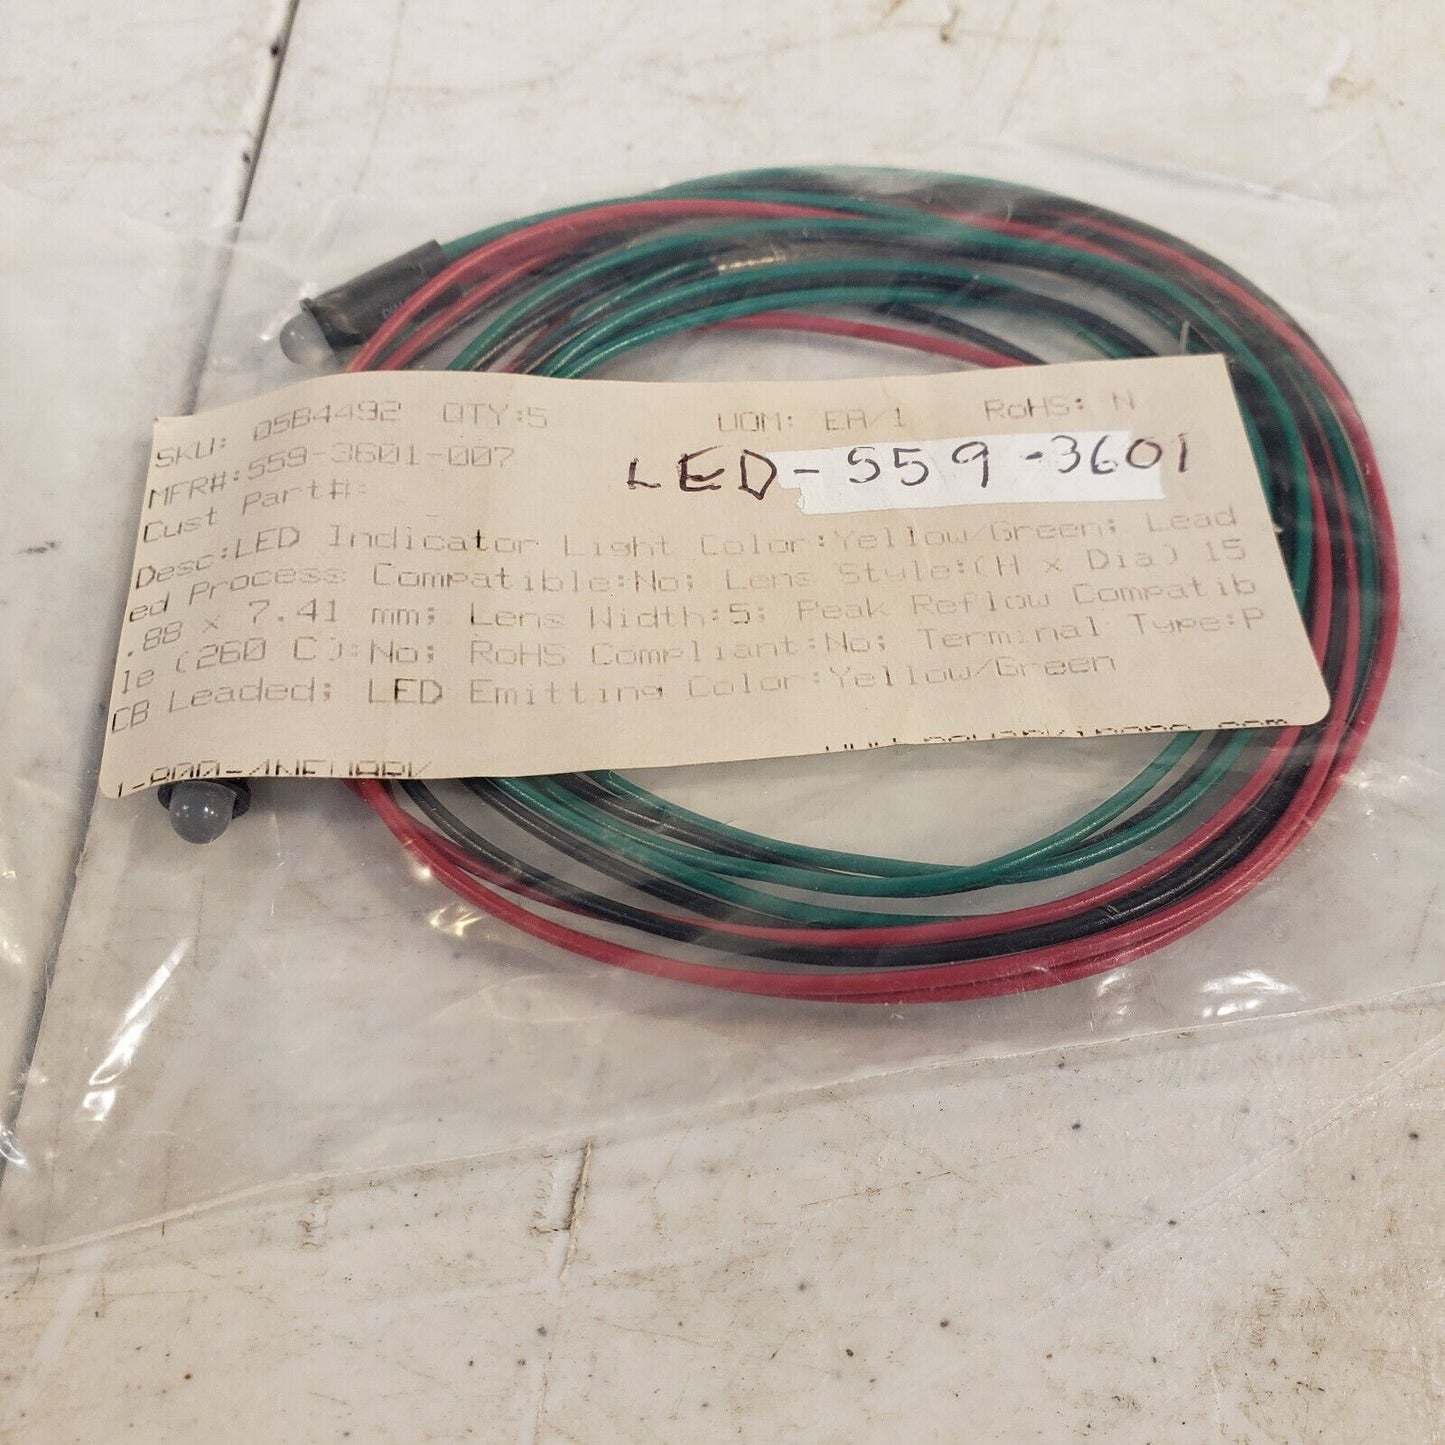 SKU: 05B4492 QTY:5 UOM: EA/1 RoHS: N
MFR#:559-3601-007
LED-559-3601
Cust Part#:
Desc:LED Indicator Light Color:Yellow/Green; Lead
ed Process Compatible:No; Lens Style:(H x Dia) 15
.88 x 7.41 mm; Lens Width:5; Peak Reflow Compatib
le (260 C):No; RoHS Compliant:No; Terminal Type:P
CB Leaded; LED Emitting Color:Yellow/Green
1-800-4NEWARK